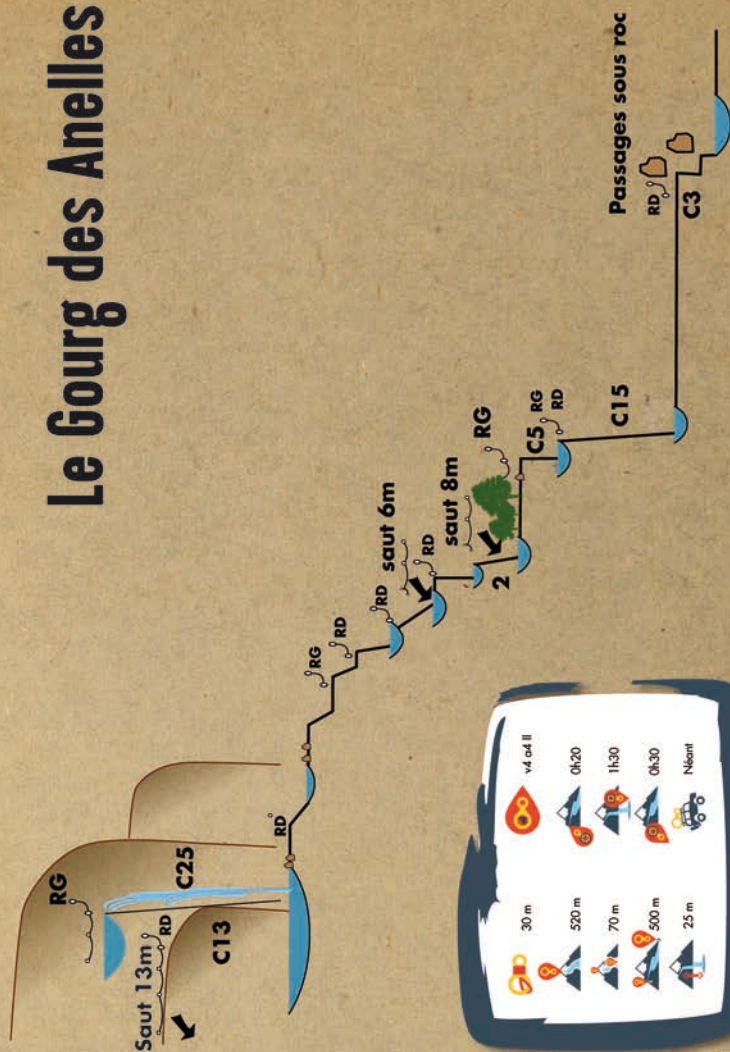 Le Gourg des Anelles
RG
C25
Saut 13m
RD
C13
RD
RG
RD
RD
saut 6m
RD
saut 8m
2
RG
C5
RG
RD
C15
Passages sous roc
RD
C3
30 m
v4 a4 II
520 m
0h20
70 m
1h30
500 m
0h30
25 m
Néant